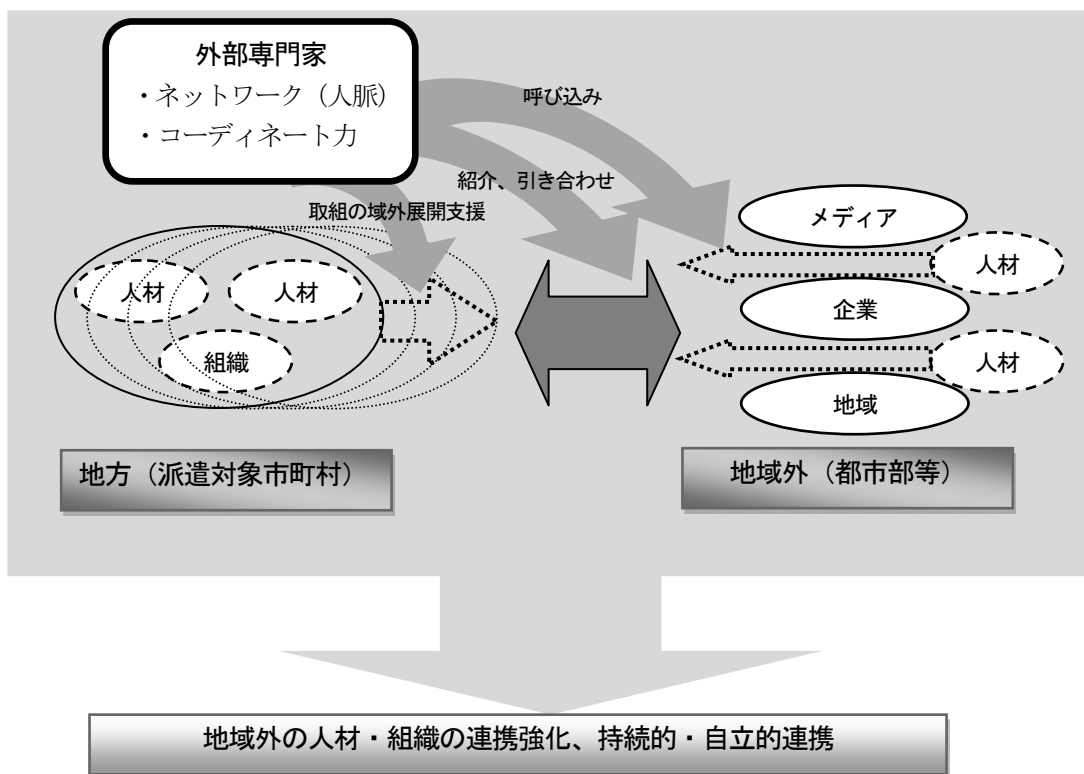 外部専門家
・ネットワーク（人脈）
・コーディネート力
呼び込み
紹介、引き合わせ
取組の域外展開支援
メディア
人材
人材
人材
企業
組織
人材
地域
地方（派遣対象市町村）
地域外（都市部等）
地域外の人材・組織の連携強化、持続的・自立的連携